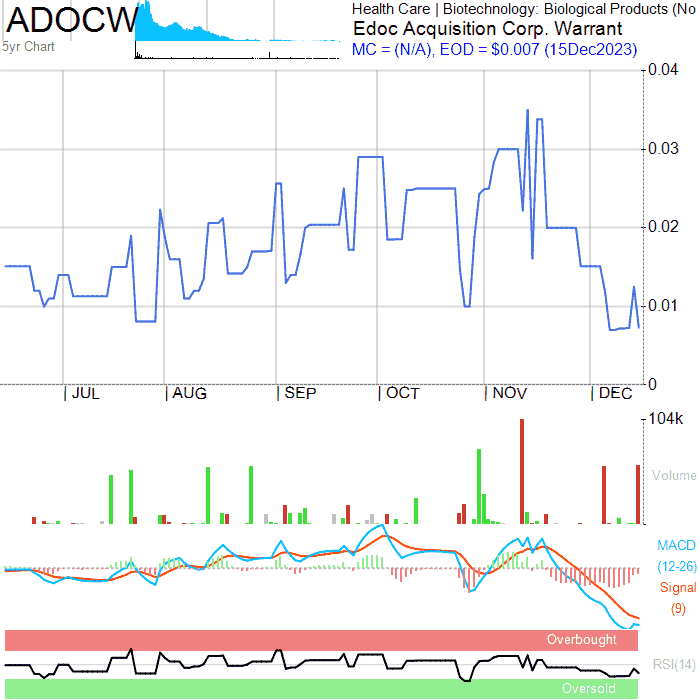 ADOCW
5yr Chart
Health Care | Biotechnology: Biological Products (No
Edoc Acquisition Corp. Warrant
MC = (N/A), EOD = $0.007 (15Dec2023)
0.04
0.03
0.02
0.01
0
| JUL | AUG | SEP | OCT | NOV | DEC
104k
Volume
MACD
(12-26)
Signal
(9)
Overbought
RSI(14)
Oversold